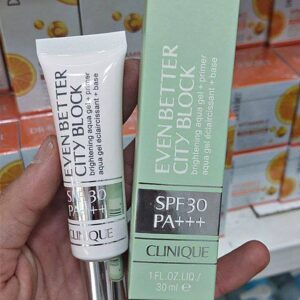 EVEN BETTER
CITY BLOCK
brightening aqua gel + primer
aqua gel éclaircissant + base
SPF 30
PA+++
CLINIQUE
EVEN BETTER
CITY BLOCK
brightening aqua gel + primer
aqua gel éclaircissant + base
SPF30
PA+++
CLINIQUE
1 FL.OZ.LIQ./
30 ml ℮